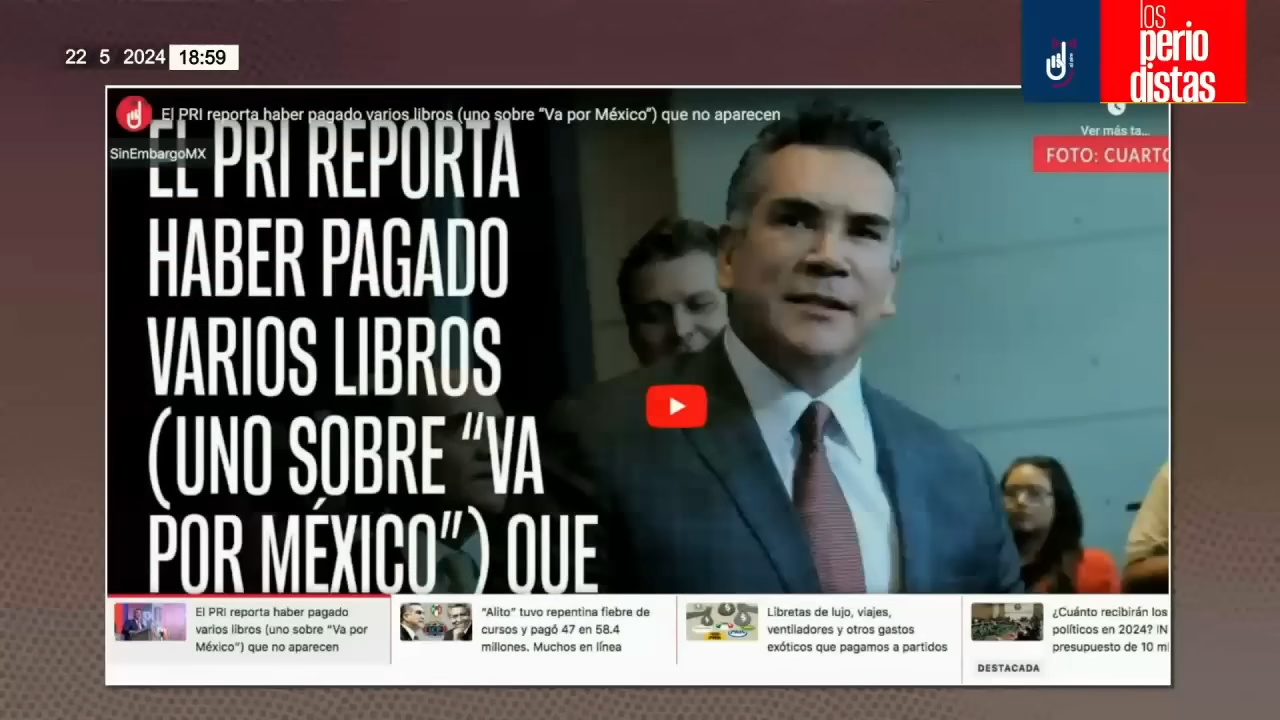 22 5 2024 18:59
los
perio
distas
El PRI reporta haber pagado varios libros (uno sobre “Va por México”) que no aparecen
SinEmbargoMX
Ver más ta...
FOTO: CUARTO
EL PRI REPORTA
HABER PAGADO
VARIOS LIBROS
(UNO SOBRE “VA
POR MÉXICO”) QUE
El PRI reporta haber pagado
varios libros (uno sobre “Va por
México”) que no aparecen
“Alito” tuvo repentina fiebre de
cursos y pagó 47 en 58.4
millones. Muchos en línea
Libretas de lujo, viajes,
ventiladores y otros gastos
exóticos que pagamos a partidos
¿Cuánto recibirán los
políticos en 2024? IN
presupuesto de 10 mi
DESTACADA